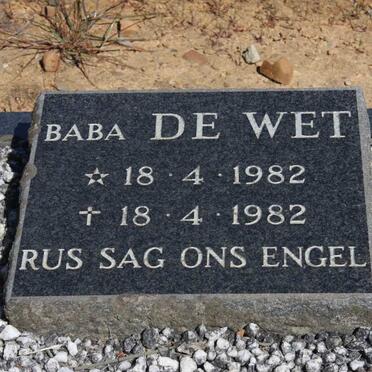 BABA DE WET
☆ 18 · 4 · 1982
✝ 18 · 4 · 1982
RUS SAG ONS ENGEL